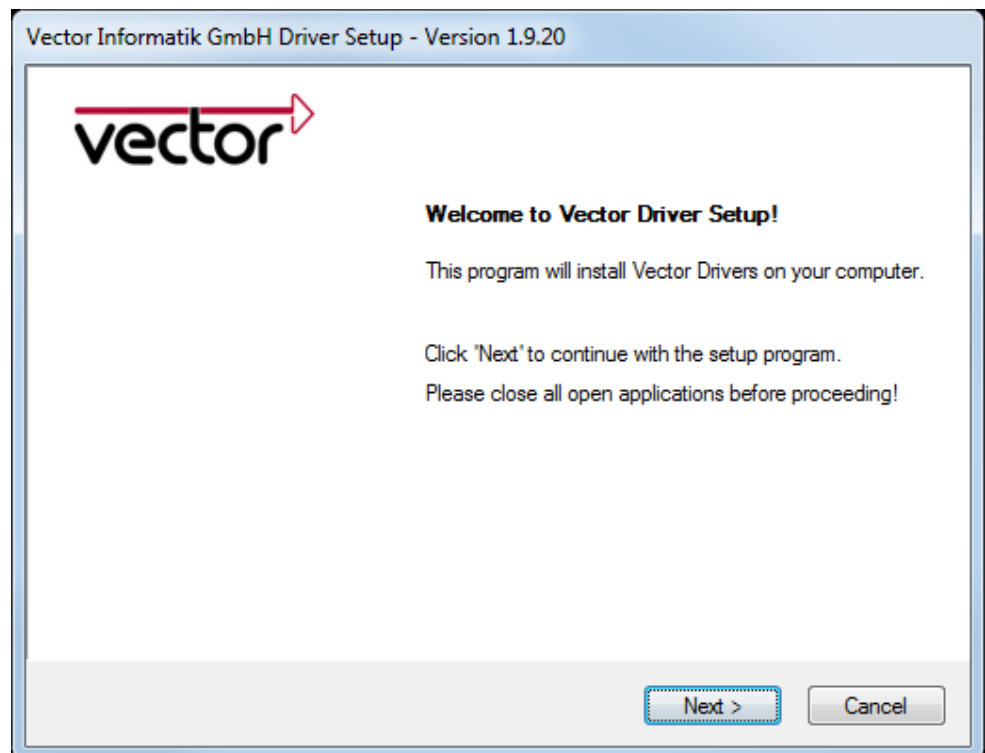 Vector Informatik GmbH Driver Setup - Version 1.9.20
vector
Welcome to Vector Driver Setup!
This program will install Vector Drivers on your computer.
Click 'Next' to continue with the setup program.
Please close all open applications before proceeding!
Next >
Cancel